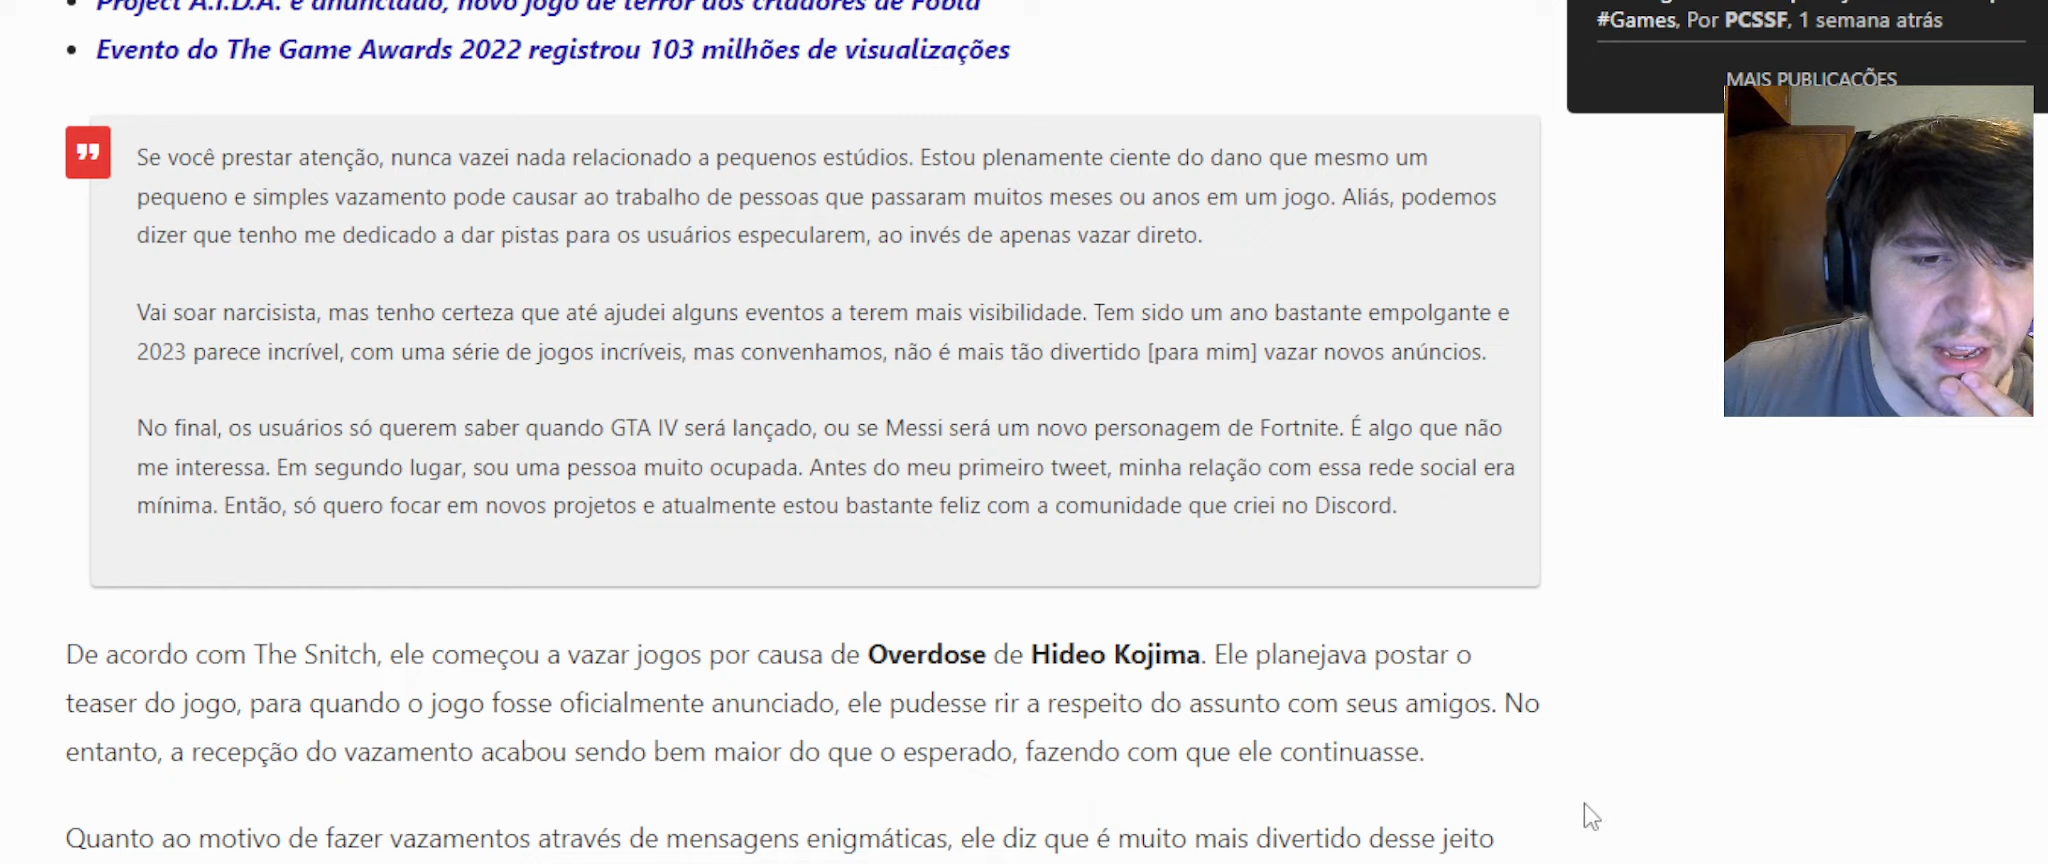 Project A.I.D.A. é anunciado, novo jogo de terror dos criadores de Fobia
Evento do The Game Awards 2022 registrou 103 milhões de visualizações
#Games, Por PCSSF, 1 semana atrás
MAIS PUBLICAÇÕES
Se você prestar atenção, nunca vazei nada relacionado a pequenos estúdios. Estou plenamente ciente do dano que mesmo um
pequeno e simples vazamento pode causar ao trabalho de pessoas que passaram muitos meses ou anos em um jogo. Aliás, podemos
dizer que tenho me dedicado a dar pistas para os usuários especularem, ao invés de apenas vazar direto.
Vai soar narcisista, mas tenho certeza que até ajudei alguns eventos a terem mais visibilidade. Tem sido um ano bastante empolgante e
2023 parece incrível, com uma série de jogos incríveis, mas convenhamos, não é mais tão divertido [para mim] vazar novos anúncios.
No final, os usuários só querem saber quando GTA IV será lançado, ou se Messi será um novo personagem de Fortnite. É algo que não
me interessa. Em segundo lugar, sou uma pessoa muito ocupada. Antes do meu primeiro tweet, minha relação com essa rede social era
mínima. Então, só quero focar em novos projetos e atualmente estou bastante feliz com a comunidade que criei no Discord.
De acordo com The Snitch, ele começou a vazar jogos por causa de Overdose de Hideo Kojima. Ele planejava postar o
teaser do jogo, para quando o jogo fosse oficialmente anunciado, ele pudesse rir a respeito do assunto com seus amigos. No
entanto, a recepção do vazamento acabou sendo bem maior do que o esperado, fazendo com que ele continuasse.
Quanto ao motivo de fazer vazamentos através de mensagens enigmáticas, ele diz que é muito mais divertido desse jeito